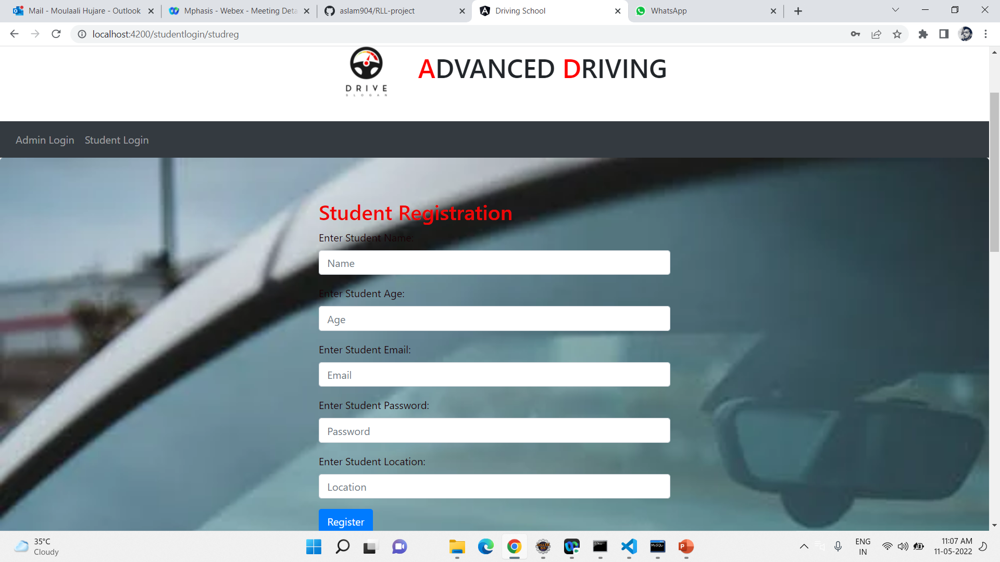 Mail - Moulaali Hujare - Outlook
Mphasis - Webex - Meeting Deta
aslam904/RLL-project
Driving School
WhatsApp
localhost:4200/studentlogin/studreg
DRIVE
SLOGAN
ADVANCED DRIVING
Admin Login Student Login
Student Registration
Enter Student Name:
Name
Enter Student Age:
Age
Enter Student Email:
Email
Enter Student Password:
Password
Enter Student Location:
Location
Register
35°C
Cloudy
ENG
IN
11:07 AM
11-05-2022